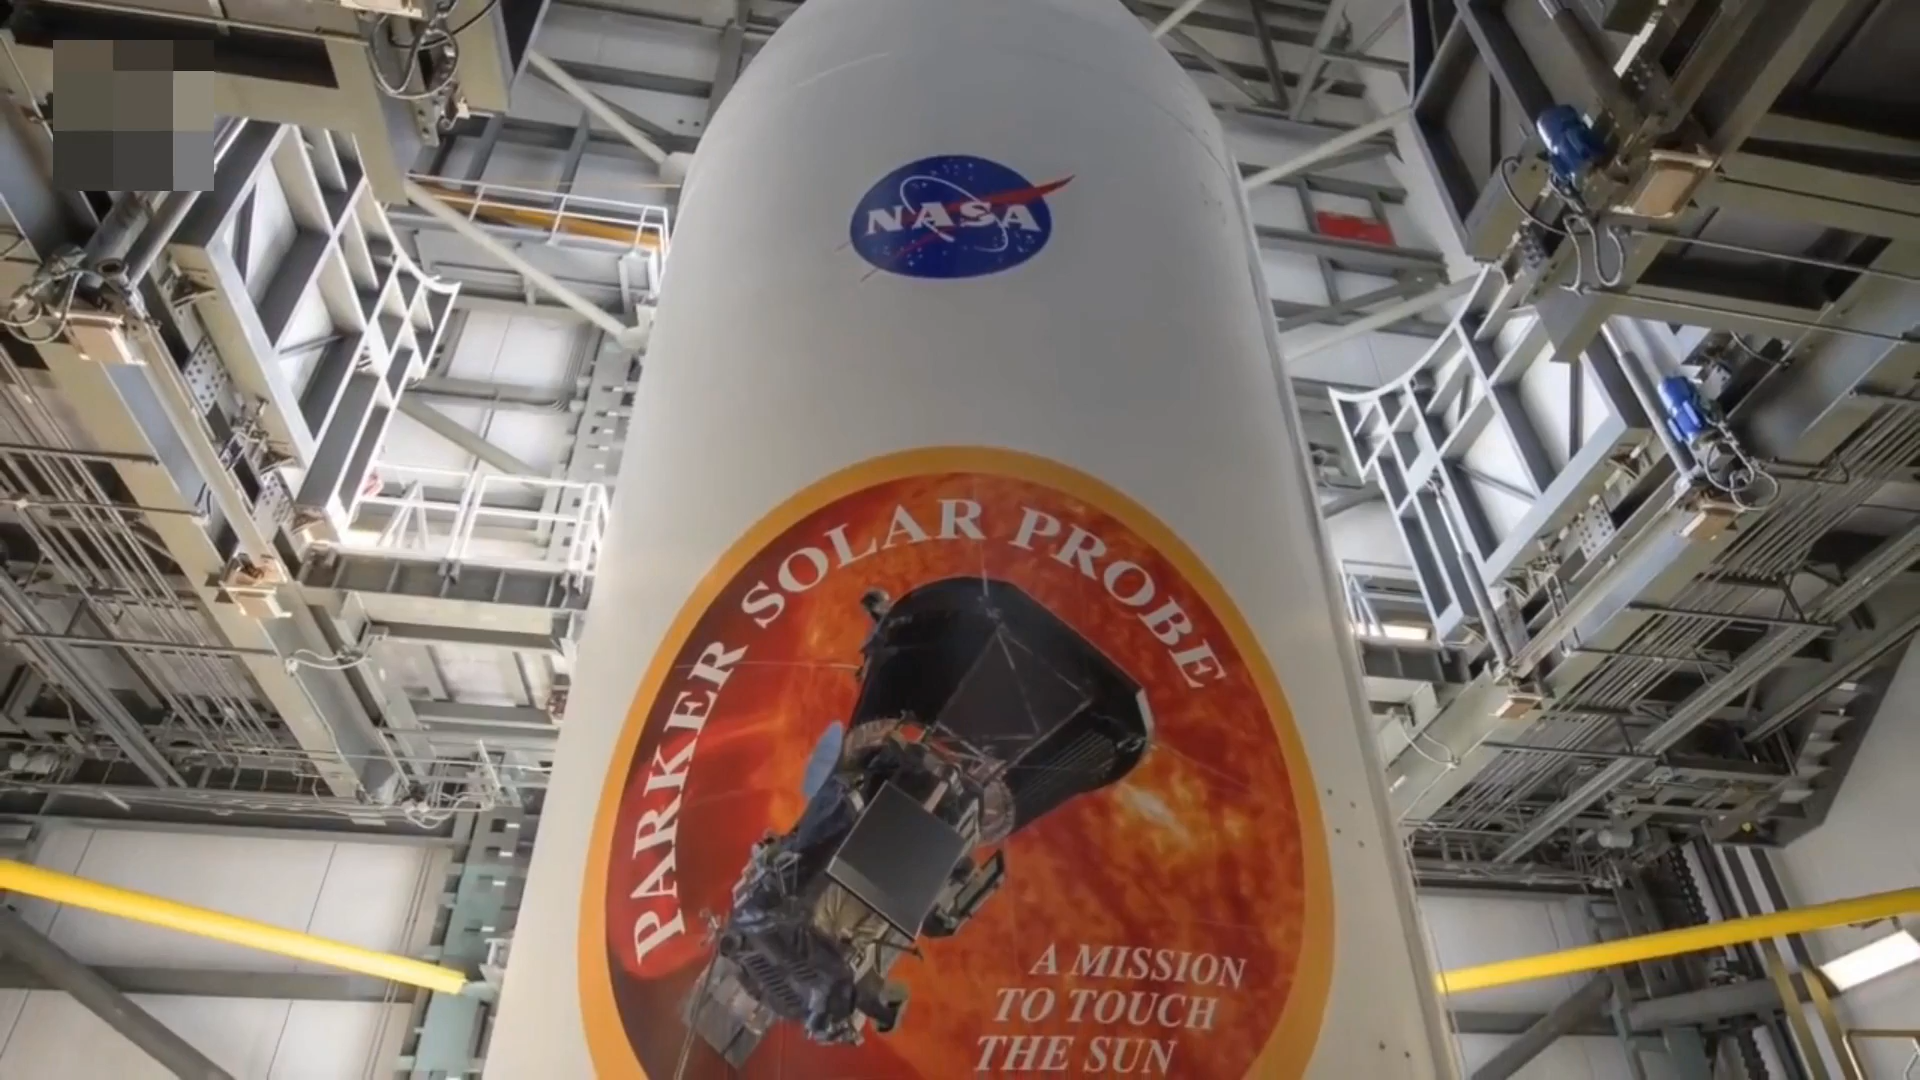 NASA
PARKER SOLAR PROBE
A MISSION
TO TOUCH
THE SUN